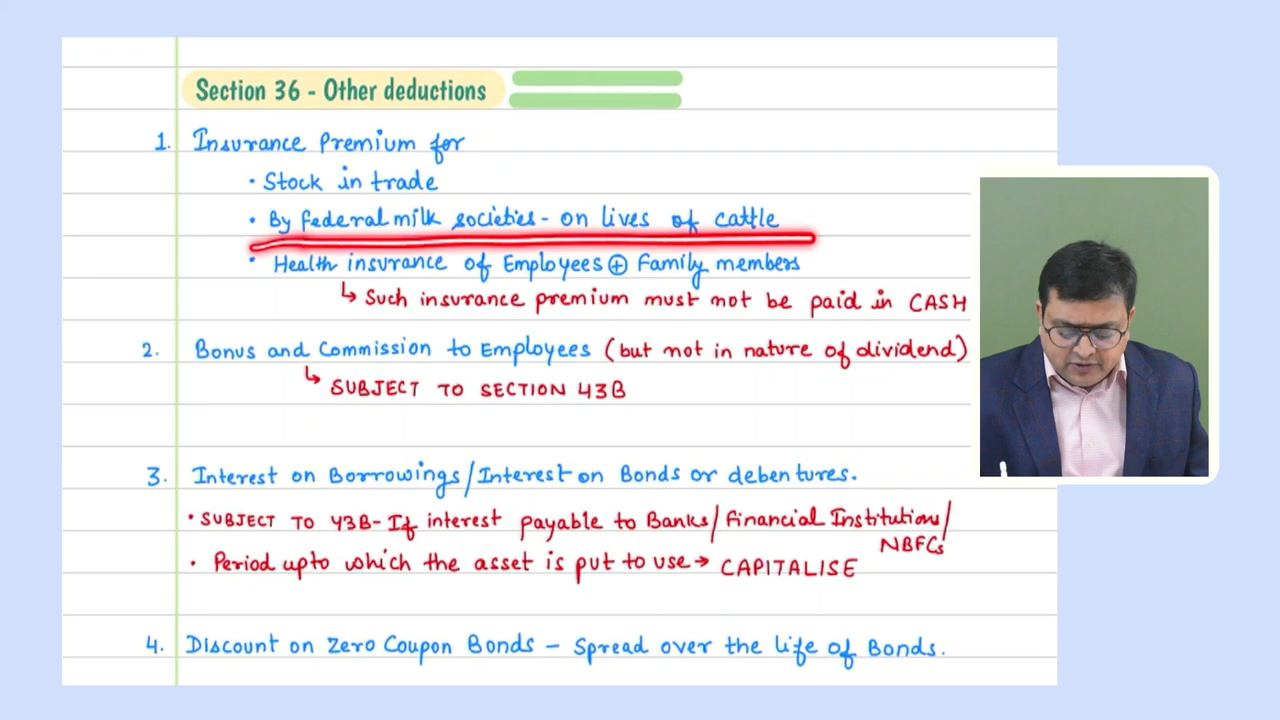 Section 36 - Other deductions
1. Insurance Premium for
• Stock in trade
• By federal milk societies - on lives of cattle
• Health insurance of Employees ⊕ Family members
↳ Such insurance premium must not be paid in CASH
2. Bonus and Commission to Employees (but not in nature of dividend)
↳ SUBJECT TO SECTION 43B
3. Interest on Borrowings/Interest on Bonds or debentures.
• SUBJECT TO 43B - If interest payable to Banks/Financial Institutions/
NBFCs
• Period upto which the asset is put to use → CAPITALISE
4. Discount on Zero Coupon Bonds - Spread over the life of Bonds.